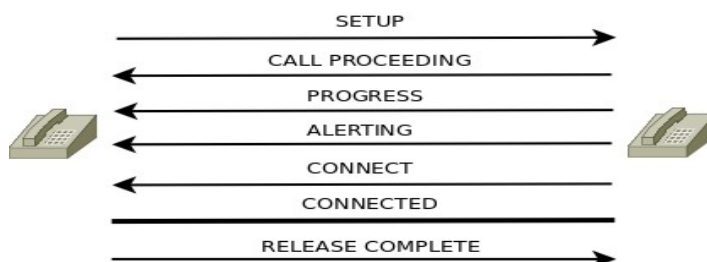 SETUP
CALL PROCEEDING
PROGRESS
ALERTING
CONNECT
CONNECTED
RELEASE COMPLETE